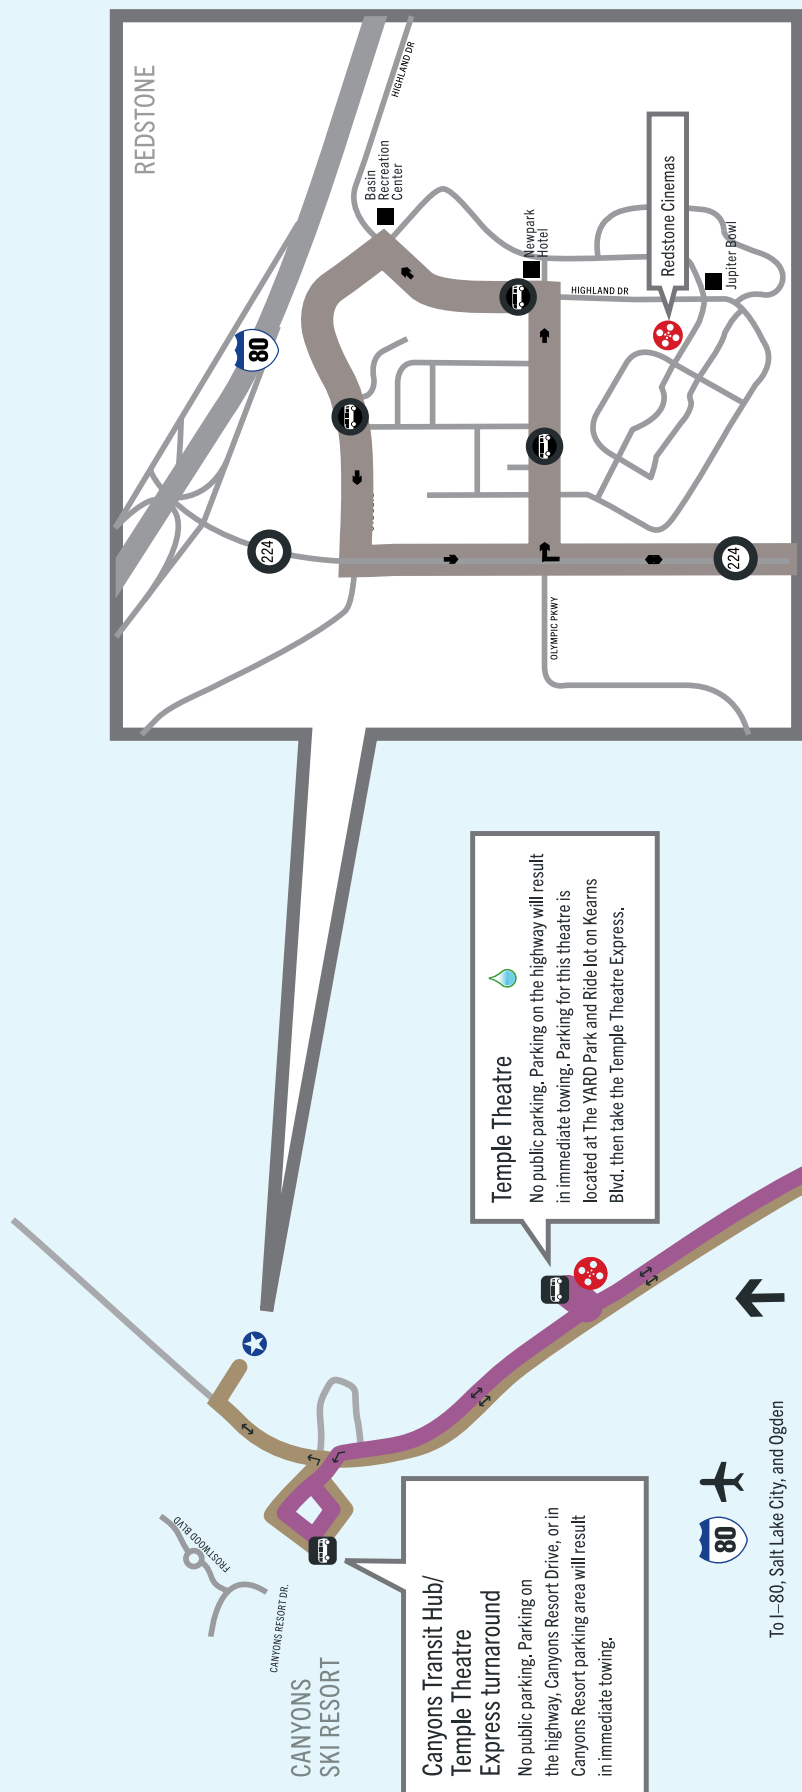 REDSTONE
HIGHLAND DR
Basin
Recreation
Center
Newpark
Hotel
Redstone Cinemas
Jupiter Bowl
HIGHLAND DR
80
224
224
OLYMPIC PKWY
Temple Theatre
No public parking. Parking on the highway will result
in immediate towing. Parking for this theatre is
located at The YARD Park and Ride lot on Kearns
Blvd. then take the Temple Theatre Express.
FROSTWOOD BLVD
CANYONS RESORT DR.
CANYONS
SKI RESORT
Canyons Transit Hub/
Temple Theatre
Express turnaround
No public parking. Parking on
the highway, Canyons Resort Drive, or in
Canyons Resort parking area will result
in immediate towing.
80
To I–80, Salt Lake City, and Ogden